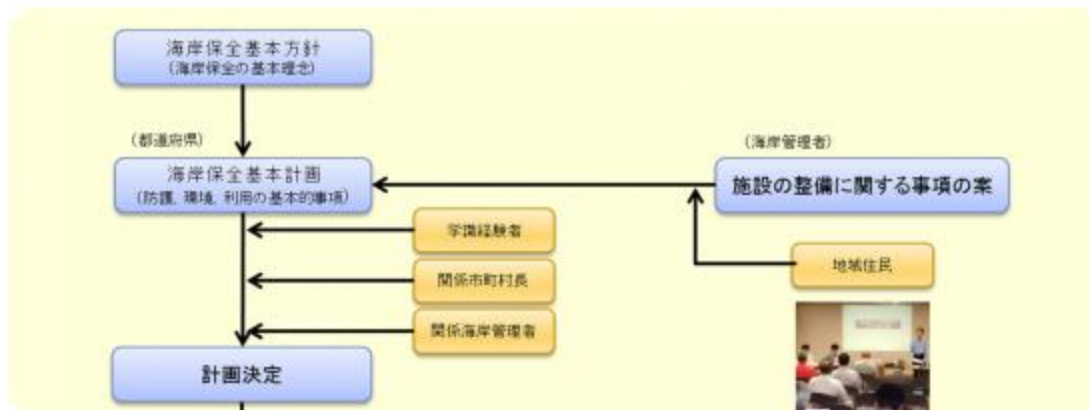 海岸保全基本方針
(海岸保全の基本理念)
(都道府県)
(海岸管理者)
海岸保全基本計画
(防護, 環境, 利用の基本的事項)
施設の整備に関する事項の案
学識経験者
地域住民
関係市町村長
関係海岸管理者
計画決定